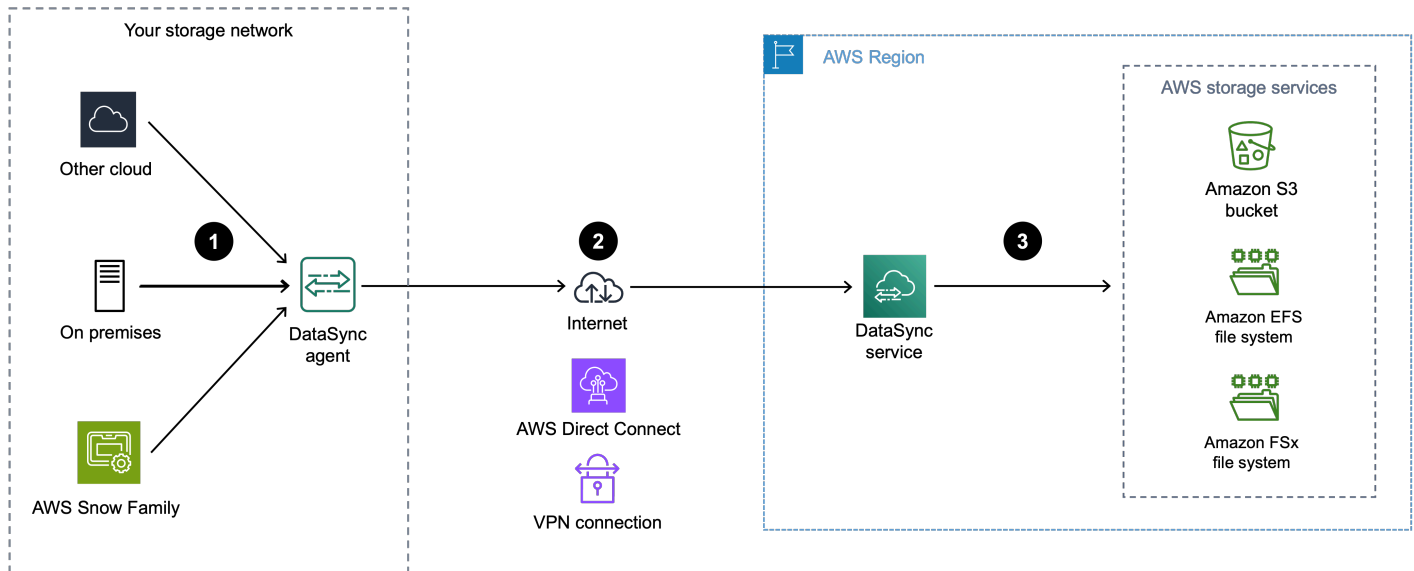 Your storage network
Other cloud
1
On premises
DataSync
agent
AWS Snow Family
2
Internet
AWS Direct Connect
VPN connection
AWS Region
DataSync
service
3
AWS storage services
Amazon S3
bucket
Amazon EFS
file system
Amazon FSx
file system